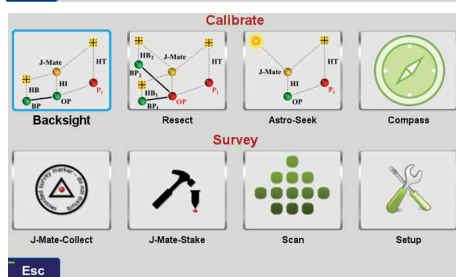 Calibrate
HT
J-Mate
HI
HB
BP
OP
P₁
Backsight
HB₂
BP₂
J-Mate
HT
HI
HB₁
BP₁
OP
P₁
Resect
J-Mate
HT
HI
OP
P₁
Astro-Seek
Compass
Survey
J-Mate-Collect
J-Mate-Stake
Scan
Setup
Esc